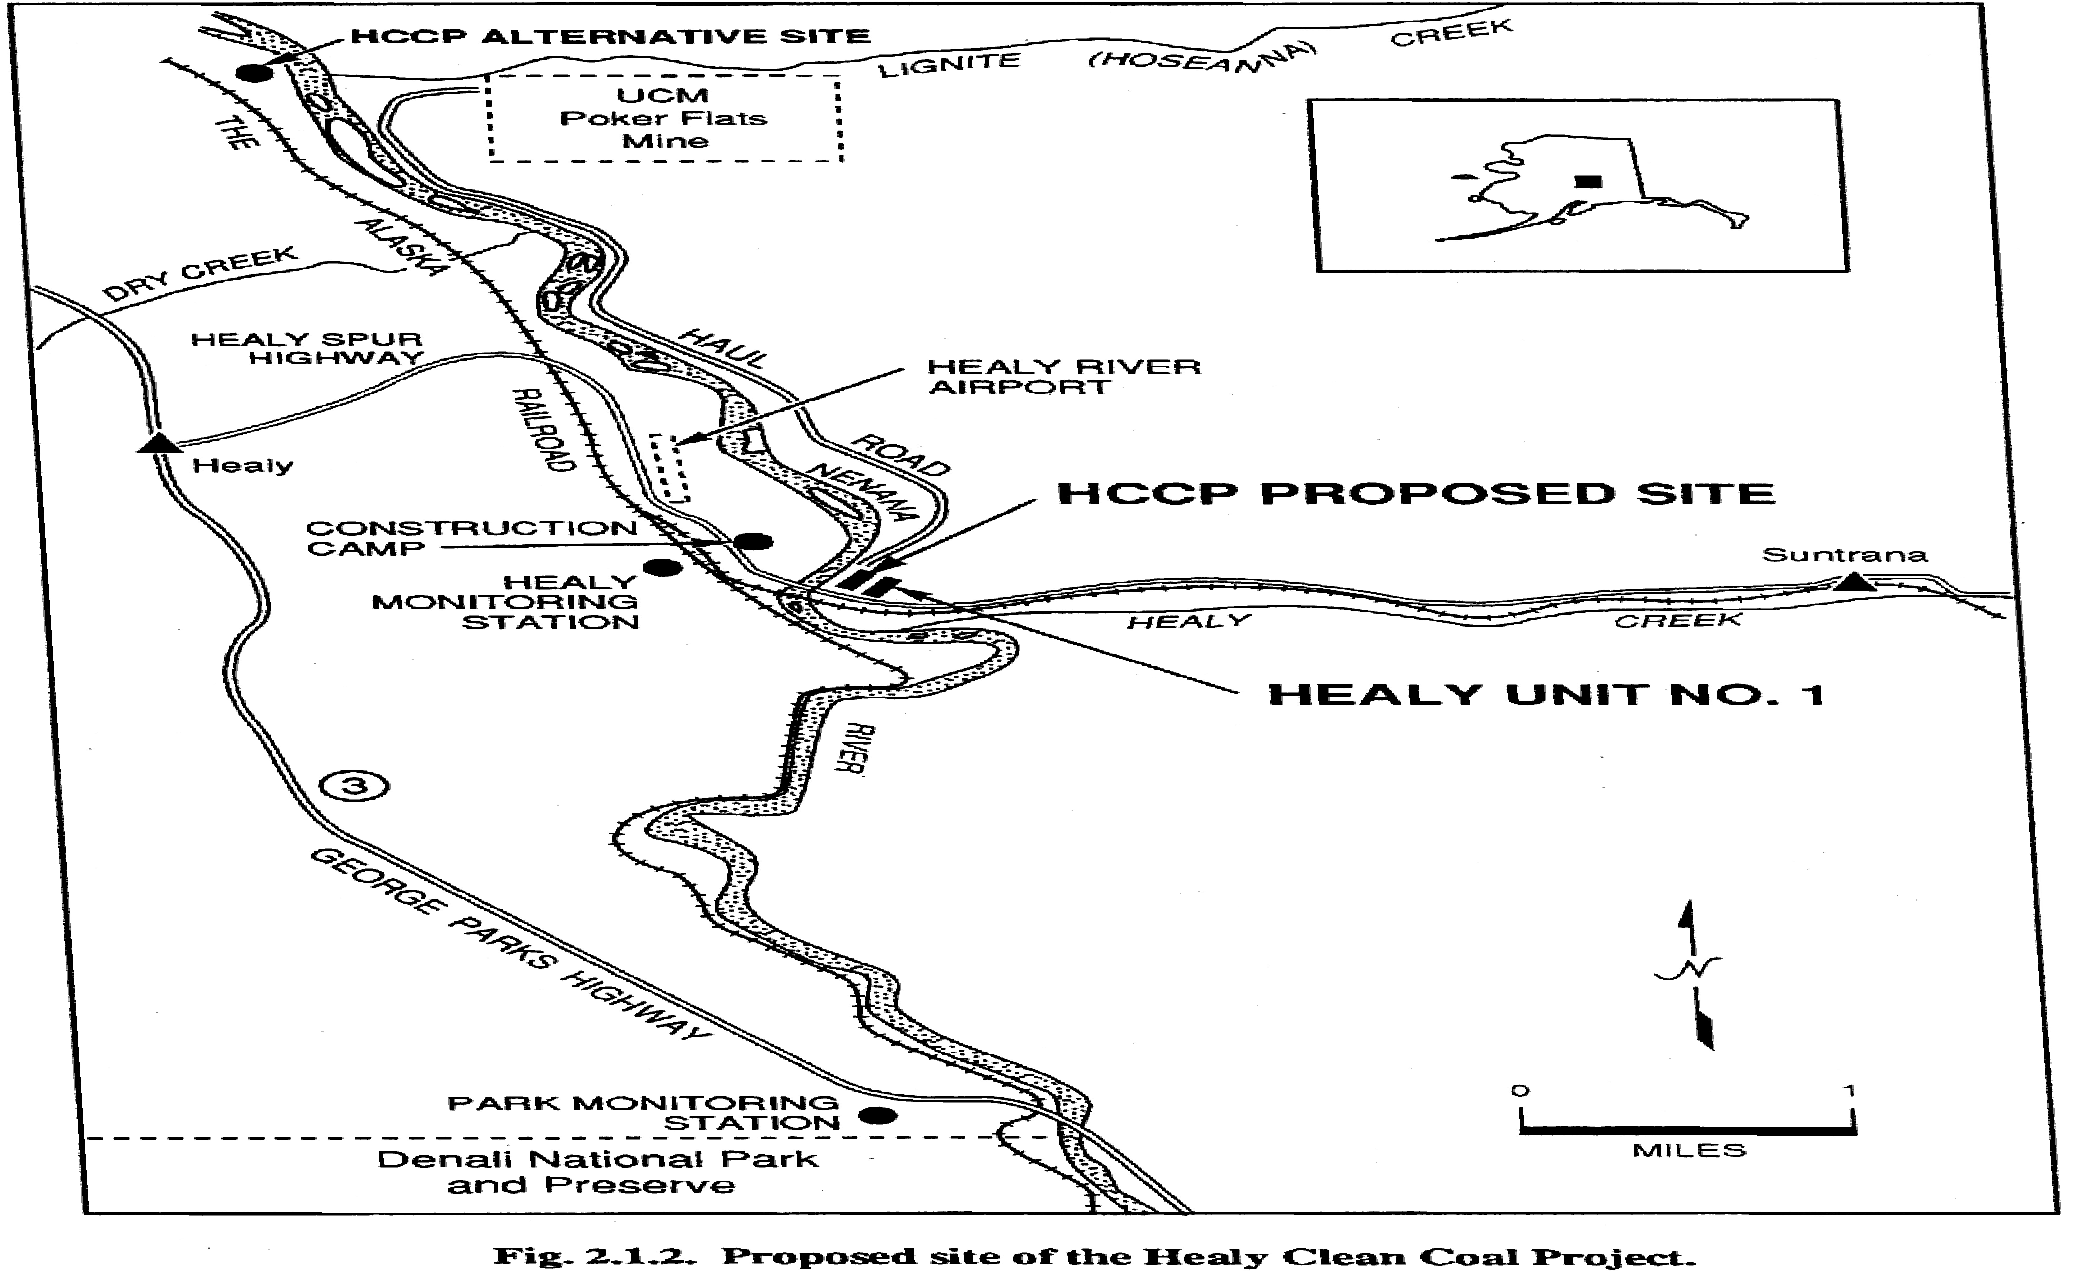 HCCP ALTERNATIVE SITE
LIGNITE (HOSEANNA) CREEK
UCM
Poker Flats
Mine
THE ALASKA RAILROAD
DRY CREEK
HEALY SPUR
HIGHWAY
HAUL ROAD
HEALY RIVER
AIRPORT
Healy
NENANA RIVER
HCCP PROPOSED SITE
CONSTRUCTION
CAMP
HEALY
MONITORING
STATION
Suntrana
HEALY CREEK
HEALY UNIT NO. 1
3
GEORGE PARKS HIGHWAY
N
0 1
MILES
PARK MONITORING
STATION
Denali National Park
and Preserve
Fig. 2.1.2. Proposed site of the Healy Clean Coal Project.